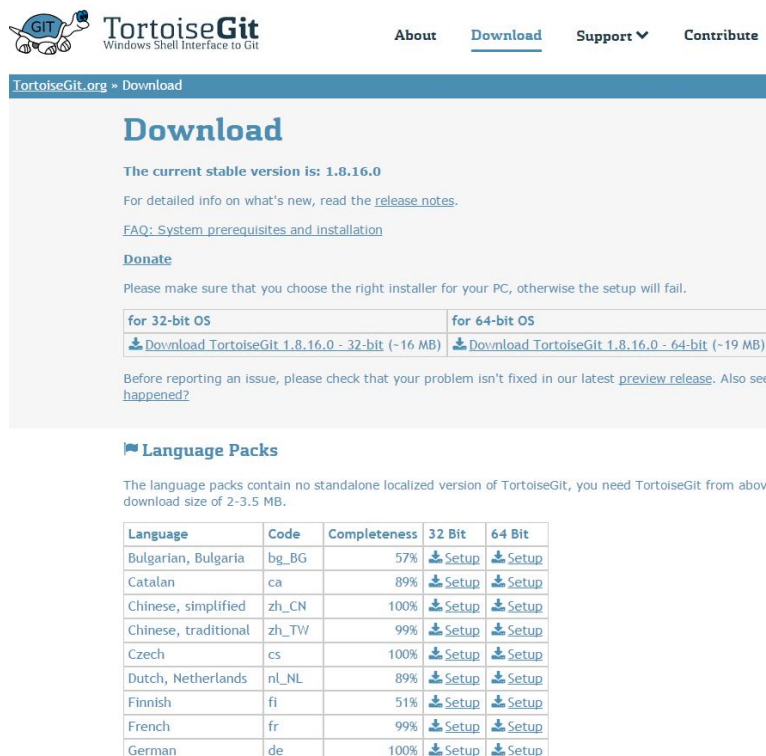 GIT
TortoiseGit
Windows Shell Interface to Git
About Download Support Contribute
TortoiseGit.org » Download
Download
The current stable version is: 1.8.16.0
For detailed info on what's new, read the release notes.
FAQ: System prerequisites and installation
Donate
Please make sure that you choose the right installer for your PC, otherwise the setup will fail.
for 32-bit OS for 64-bit OS
Download TortoiseGit 1.8.16.0 - 32-bit (~16 MB) Download TortoiseGit 1.8.16.0 - 64-bit (~19 MB)
Before reporting an issue, please check that your problem isn't fixed in our latest preview release. Also see
happened?
Language Packs
The language packs contain no standalone localized version of TortoiseGit, you need TortoiseGit from abov
download size of 2-3.5 MB.
Language Code Completeness 32 Bit 64 Bit
Bulgarian, Bulgaria bg_BG 57% Setup Setup
Catalan ca 89% Setup Setup
Chinese, simplified zh_CN 100% Setup Setup
Chinese, traditional zh_TW 99% Setup Setup
Czech cs 100% Setup Setup
Dutch, Netherlands nl_NL 89% Setup Setup
Finnish fi 51% Setup Setup
French fr 99% Setup Setup
German de 100% Setup Setup